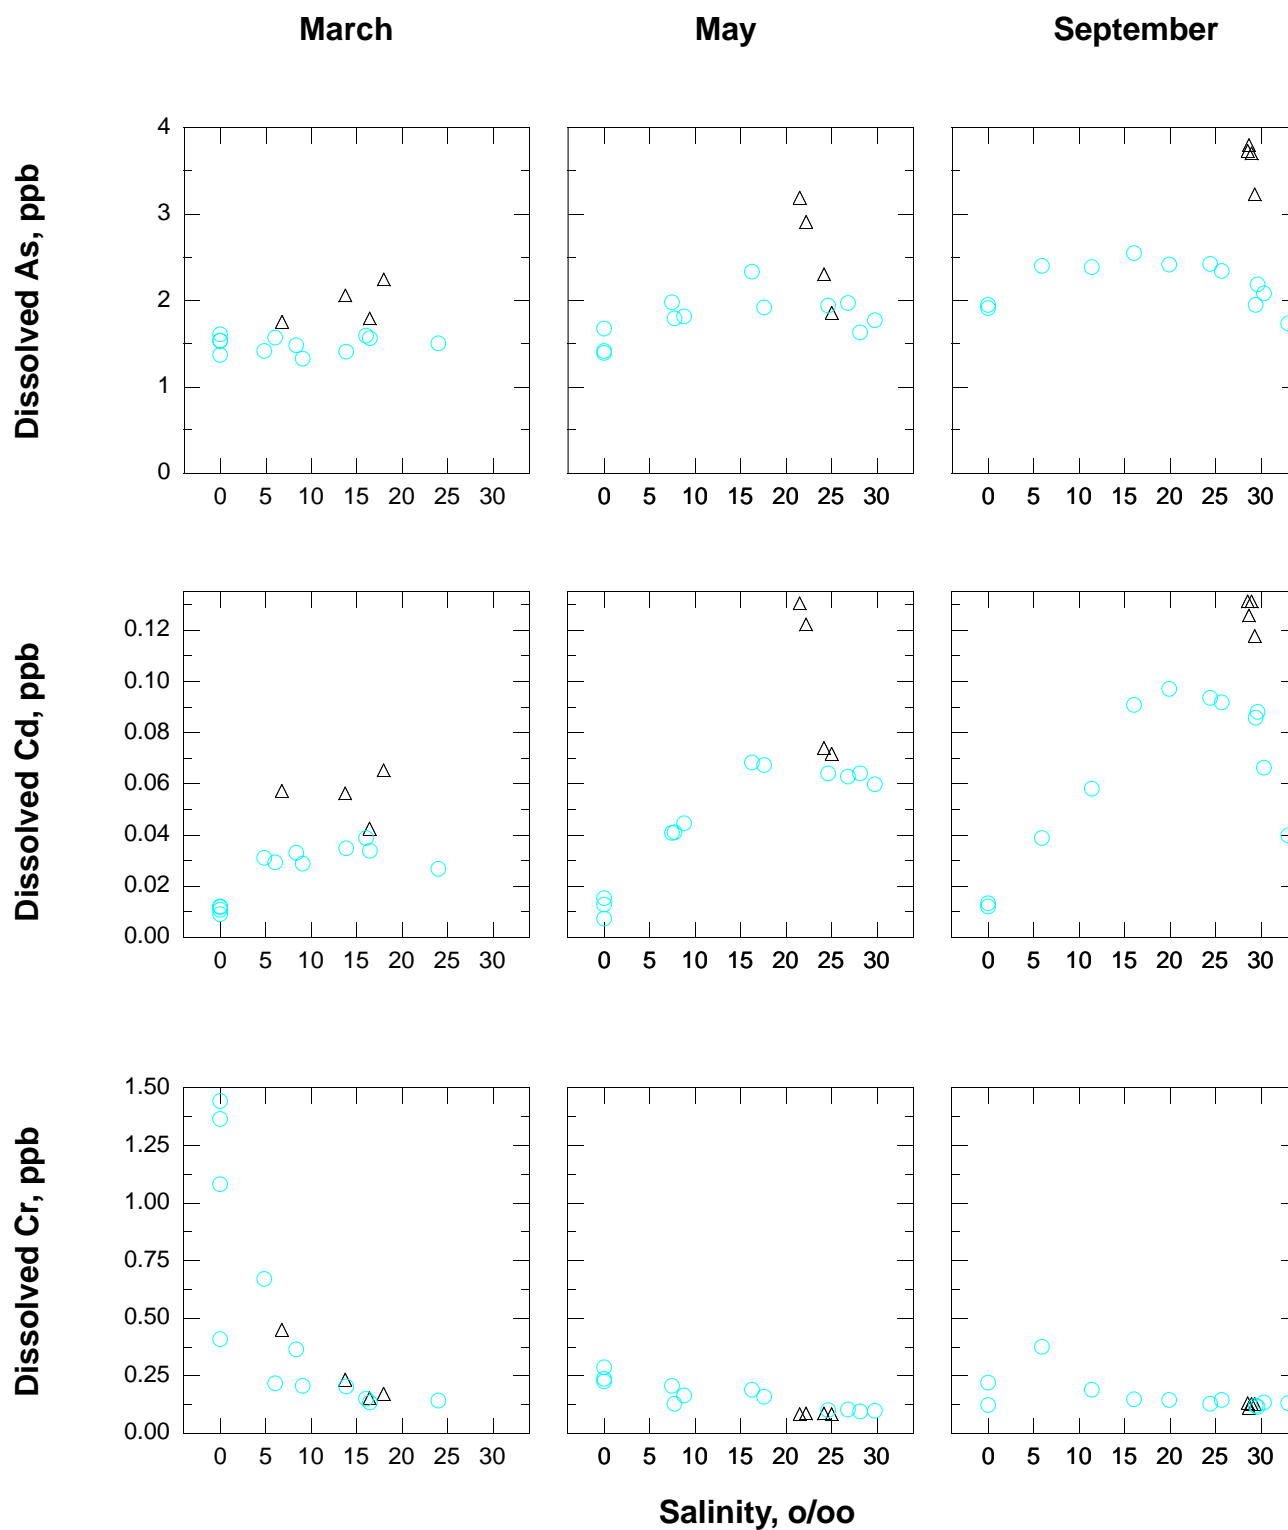 March May September
Dissolved As, ppb
4
3
2
1
0
0 5 10 15 20 25 30
0 5 10 15 20 25 30
0 5 10 15 20 25 30
Dissolved Cd, ppb
0.12
0.10
0.08
0.06
0.04
0.02
0.00
0 5 10 15 20 25 30
0 5 10 15 20 25 30
0 5 10 15 20 25 30
Dissolved Cr, ppb
1.50
1.25
1.00
0.75
0.50
0.25
0.00
0 5 10 15 20 25 30
0 5 10 15 20 25 30
0 5 10 15 20 25 30
Salinity, o/oo